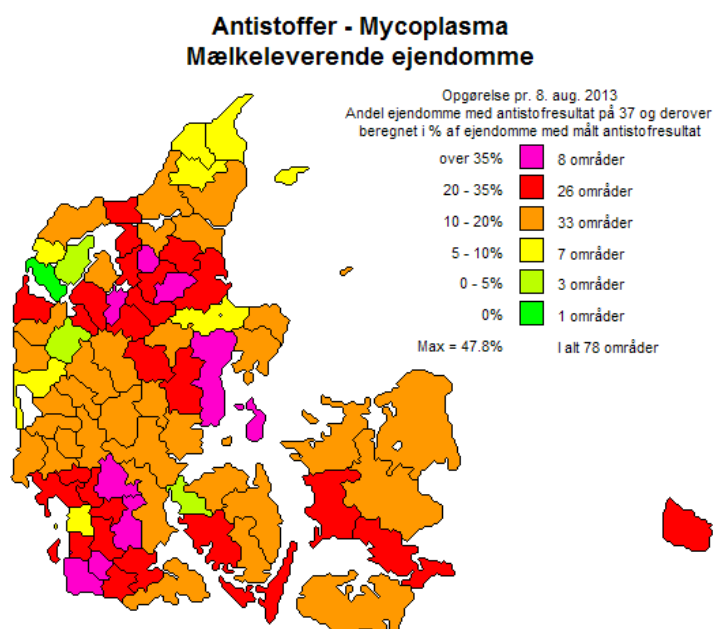 Antistoffer - Mycoplasma
Mælkeleverende ejendomme
Opgørelse pr. 8. aug. 2013
Andel ejendomme med antistofresultat på 37 og derover
beregnet i % af ejendomme med målt antistofresultat
over 35% 8 områder
20 - 35% 26 områder
10 - 20% 33 områder
5 - 10% 7 områder
0 - 5% 3 områder
0% 1 områder
Max = 47.8% I alt 78 områder